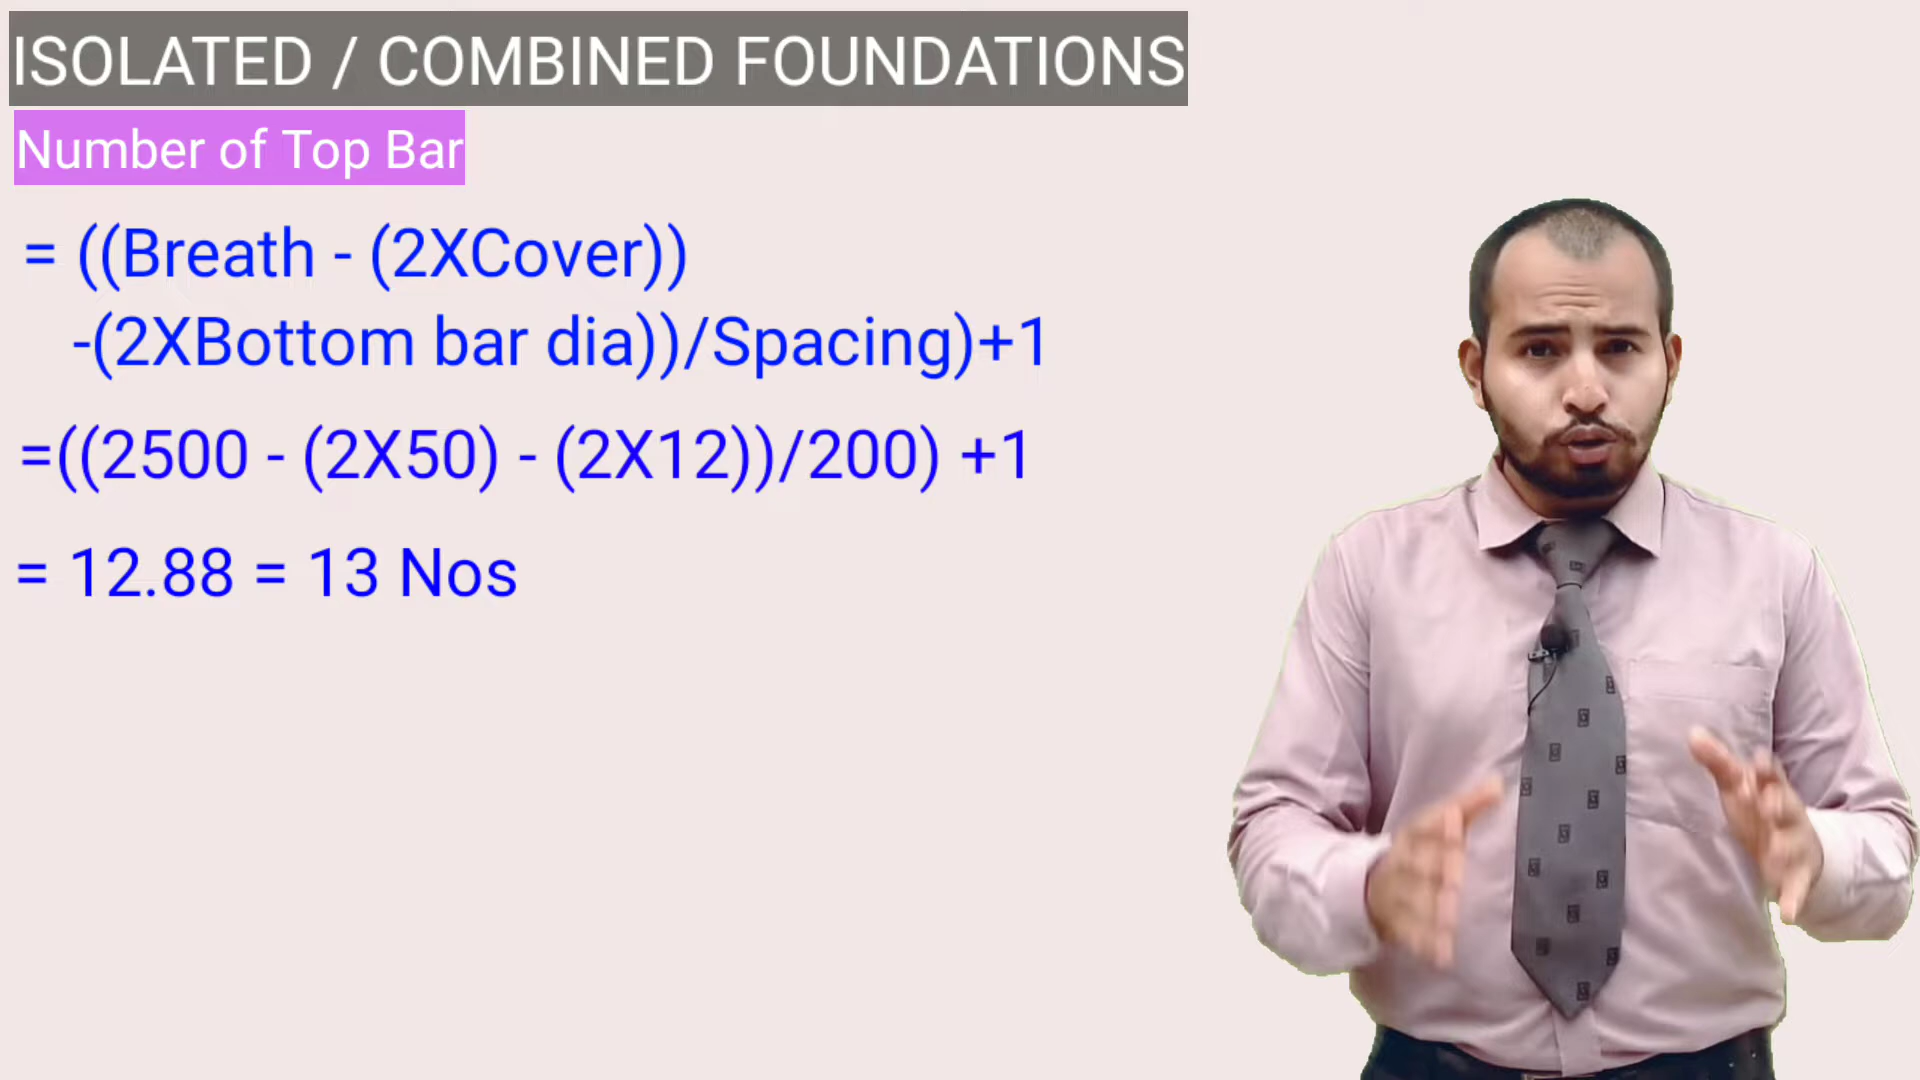 ISOLATED / COMBINED FOUNDATIONS
Number of Top Bar
= ((Breath - (2XCover))
-(2XBottom bar dia))/Spacing)+1
=((2500 - (2X50) - (2X12))/200) +1
= 12.88 = 13 Nos